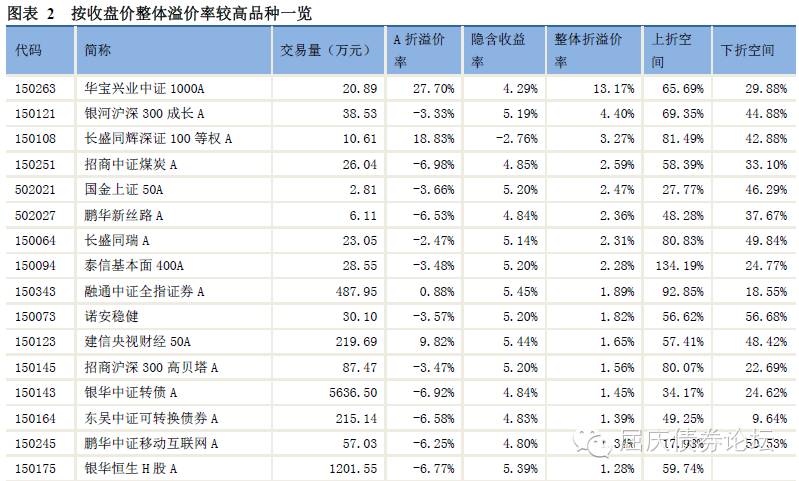 图表 2 按收盘价整体溢价率较高品种一览
代码 简称 交易量（万元） A 折溢价率 隐含收益率 整体折溢价率 上折空间 下折空间
150263 华宝兴业中证 1000A 20.89 27.70% 4.29% 13.17% 65.69% 29.88%
150121 银河沪深 300 成长 A 38.53 -3.33% 5.19% 4.40% 69.35% 44.88%
150108 长盛同辉深证 100 等权 A 10.61 18.83% -2.76% 3.27% 81.49% 42.88%
150251 招商中证煤炭 A 26.04 -6.98% 4.85% 2.59% 58.39% 33.10%
502021 国金上证 50A 2.81 -3.66% 5.20% 2.47% 27.77% 46.29%
502027 鹏华新丝路 A 6.11 -6.53% 4.84% 2.36% 48.28% 37.67%
150064 长盛同瑞 A 23.05 -2.47% 5.14% 2.31% 80.83% 49.84%
150094 泰信基本面 400A 28.55 -3.48% 5.20% 2.28% 134.19% 24.77%
150343 融通中证全指证券 A 487.95 0.88% 5.45% 1.89% 92.85% 18.55%
150073 诺安稳健 30.10 -3.57% 5.20% 1.82% 56.62% 56.68%
150123 建信央视财经 50A 219.69 9.82% 5.44% 1.65% 57.41% 48.42%
150145 招商沪深 300 高贝塔 A 87.47 -3.47% 5.20% 1.56% 80.07% 22.69%
150143 银华中证转债 A 5636.50 -6.92% 4.84% 1.45% 34.17% 24.62%
150164 东吴中证可转换债券 A 215.14 -6.58% 4.83% 1.39% 49.25% 9.64%
150245 鹏华中证移动互联网 A 57.03 -6.25% 4.80%
150175 银华恒生 H 股 A 1201.55 -6.77% 5.39% 1.28% 59.74%
屈庆债券论坛